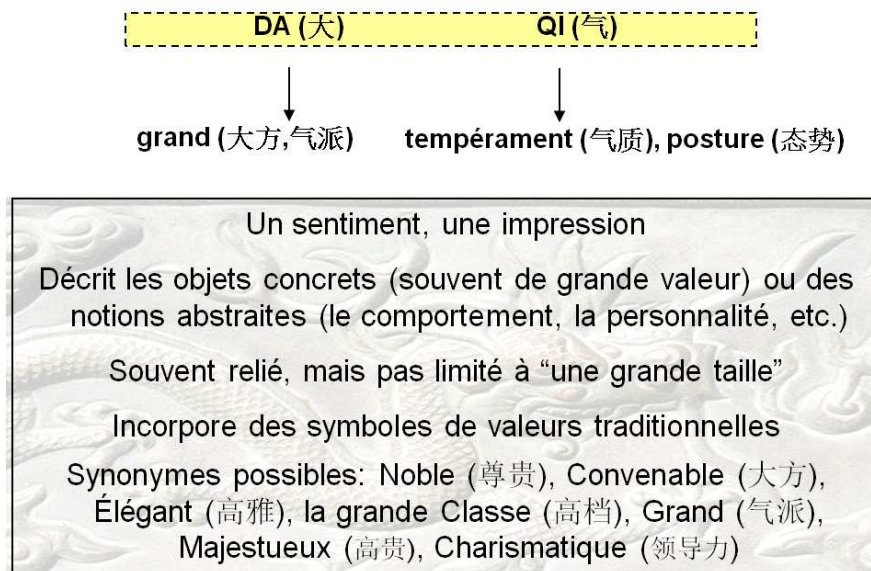 DA (大) QI (气)
grand (大方,气派) tempérament (气质), posture (态势)
Un sentiment, une impression
Décrit les objets concrets (souvent de grande valeur) ou des
notions abstraites (le comportement, la personnalité, etc.)
Souvent relié, mais pas limité à “une grande taille”
Incorpore des symboles de valeurs traditionnelles
Synonymes possibles: Noble (尊贵), Convenable (大方),
Élégant (高雅), la grande Classe (高档), Grand (气派),
Majestueux (高贵), Charismatique (领导力)